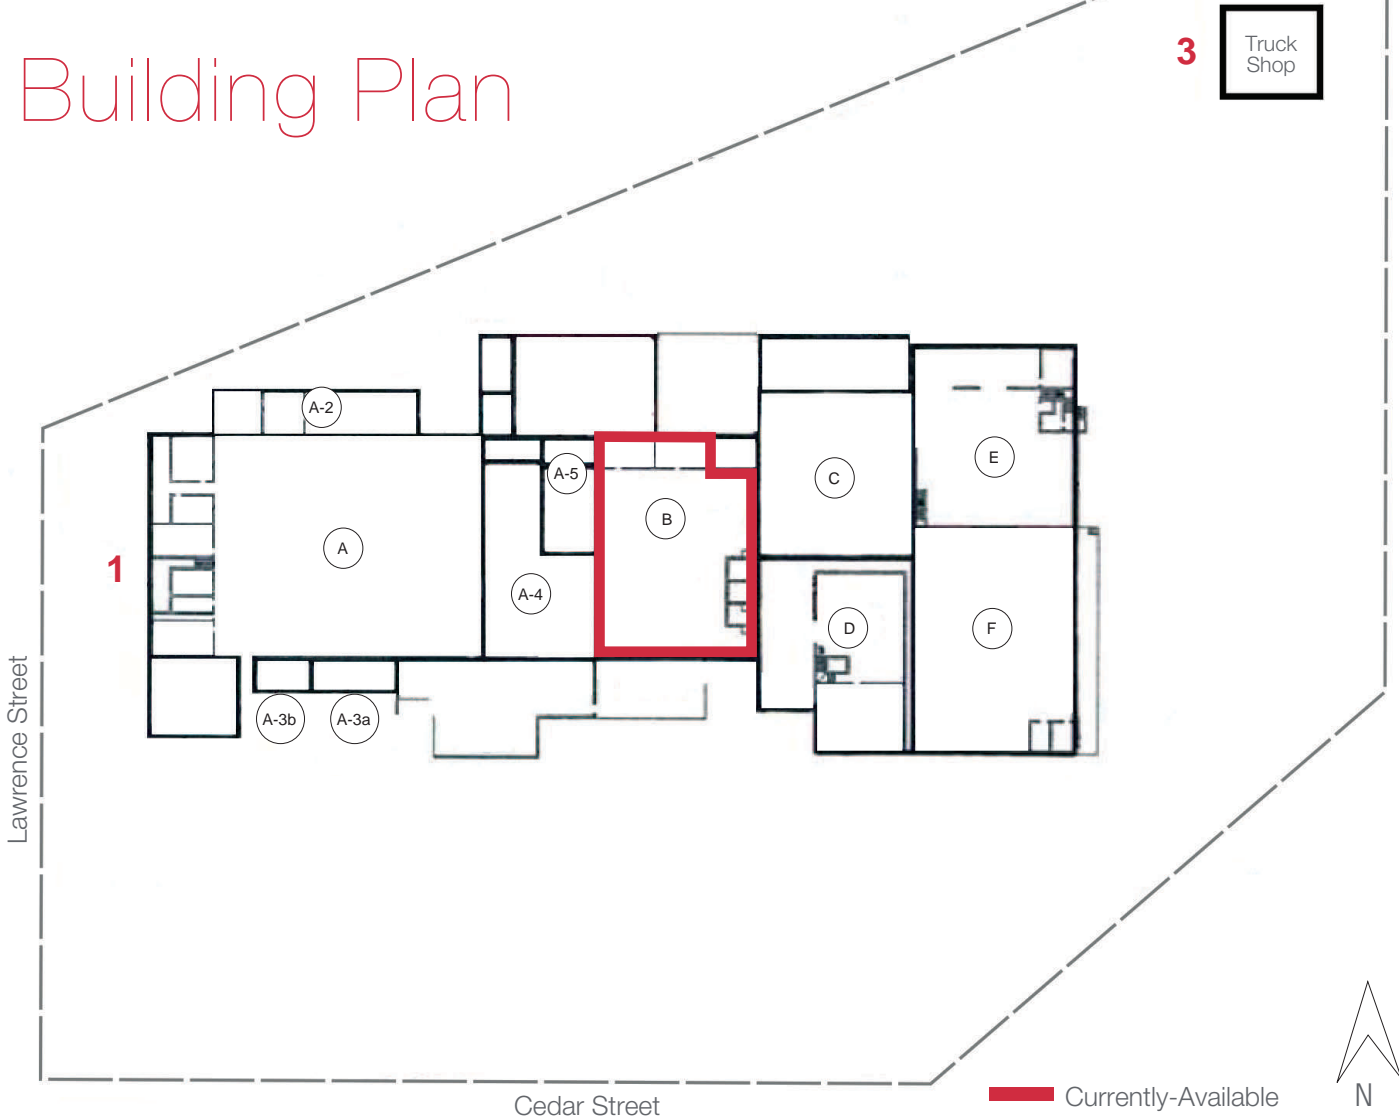 Building Plan
3
Truck
Shop
A-2
A-5
B
C
E
A
1
A-4
D
F
A-3b
A-3a
Lawrence Street
Cedar Street
Currently-Available
N